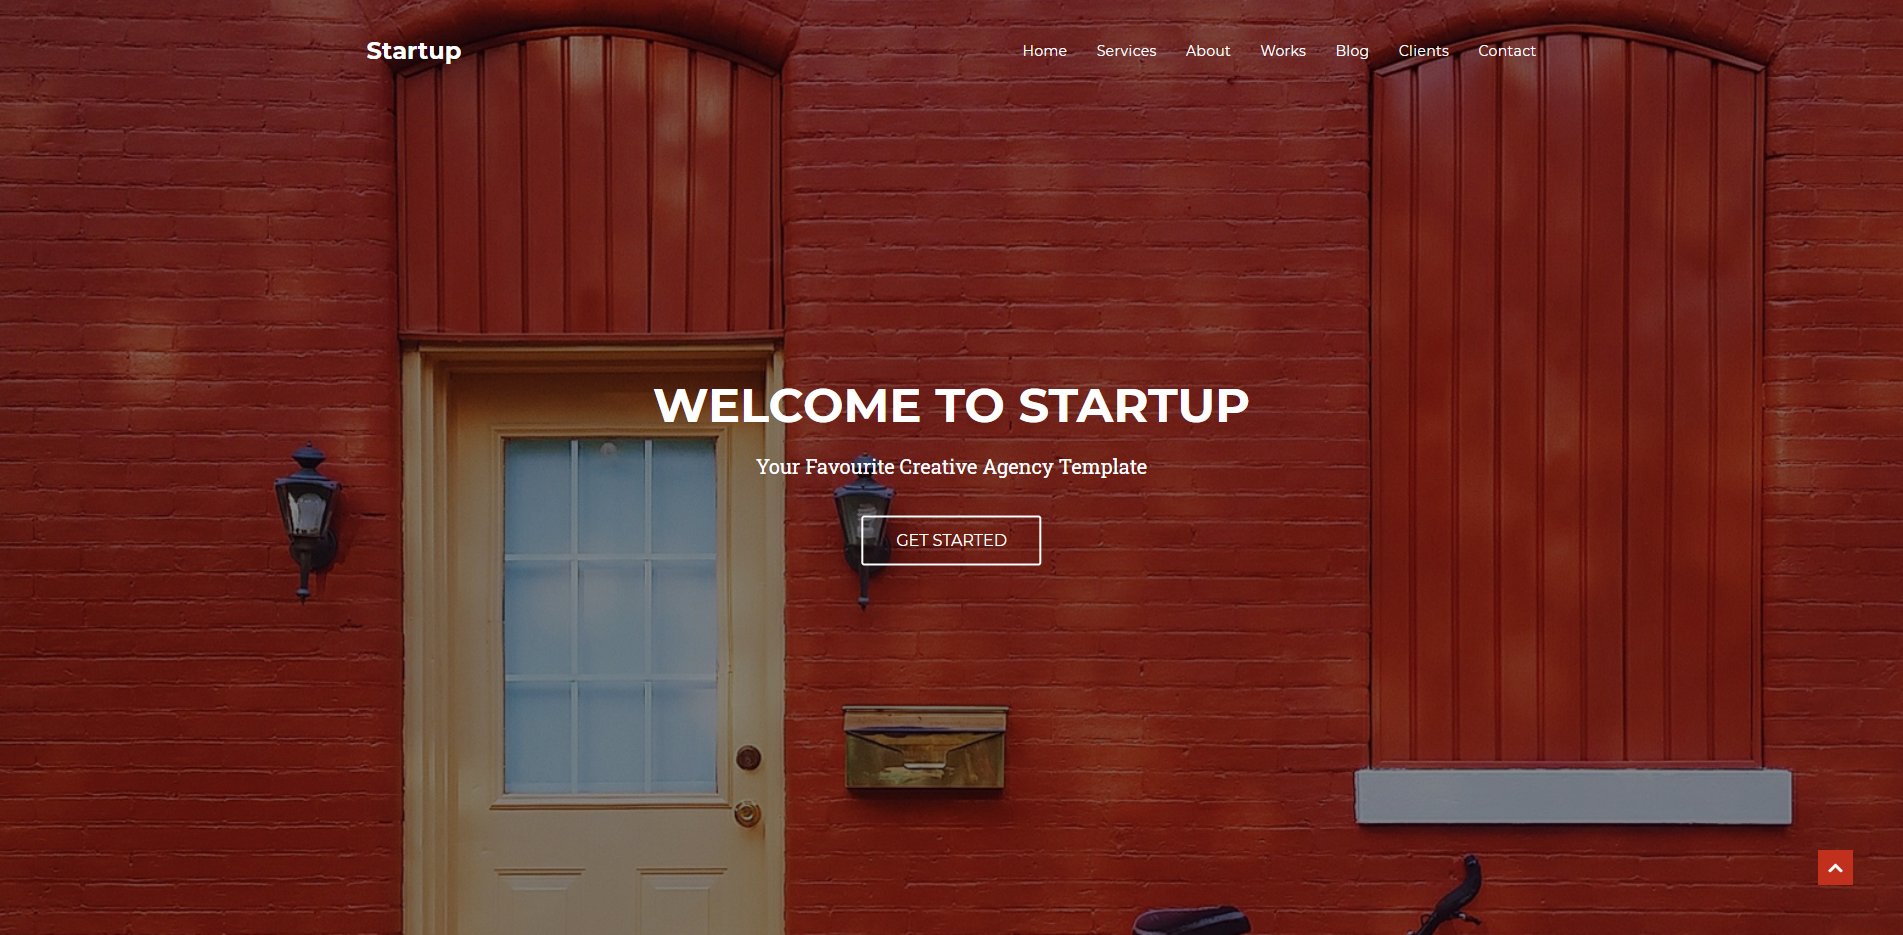 Startup
Home Services About Works Blog Clients Contact
WELCOME TO STARTUP
Your Favourite Creative Agency Template
GET STARTED